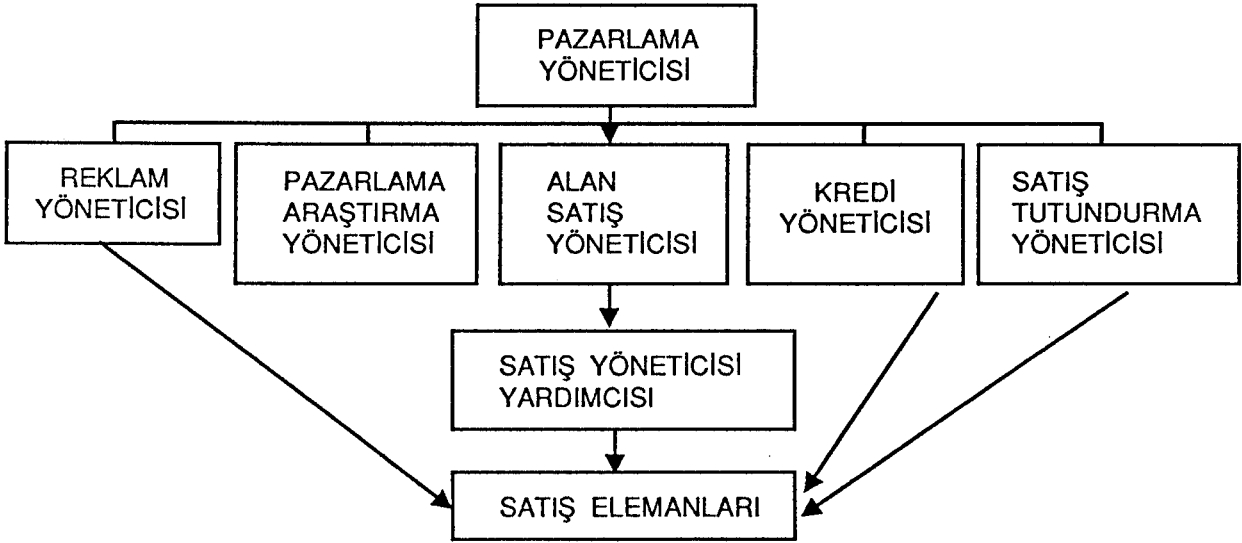 PAZARLAMA
YÖNETİCİSİ
REKLAM
YÖNETİCİSİ
PAZARLAMA
ARAŞTIRMA
YÖNETİCİSİ
ALAN
SATIŞ
YÖNETİCİSİ
KREDİ
YÖNETİCİSİ
SATIŞ
TUTUNDURMA
YÖNETİCİSİ
SATIŞ YÖNETİCİSİ
YARDIMCISI
SATIŞ ELEMANLARI